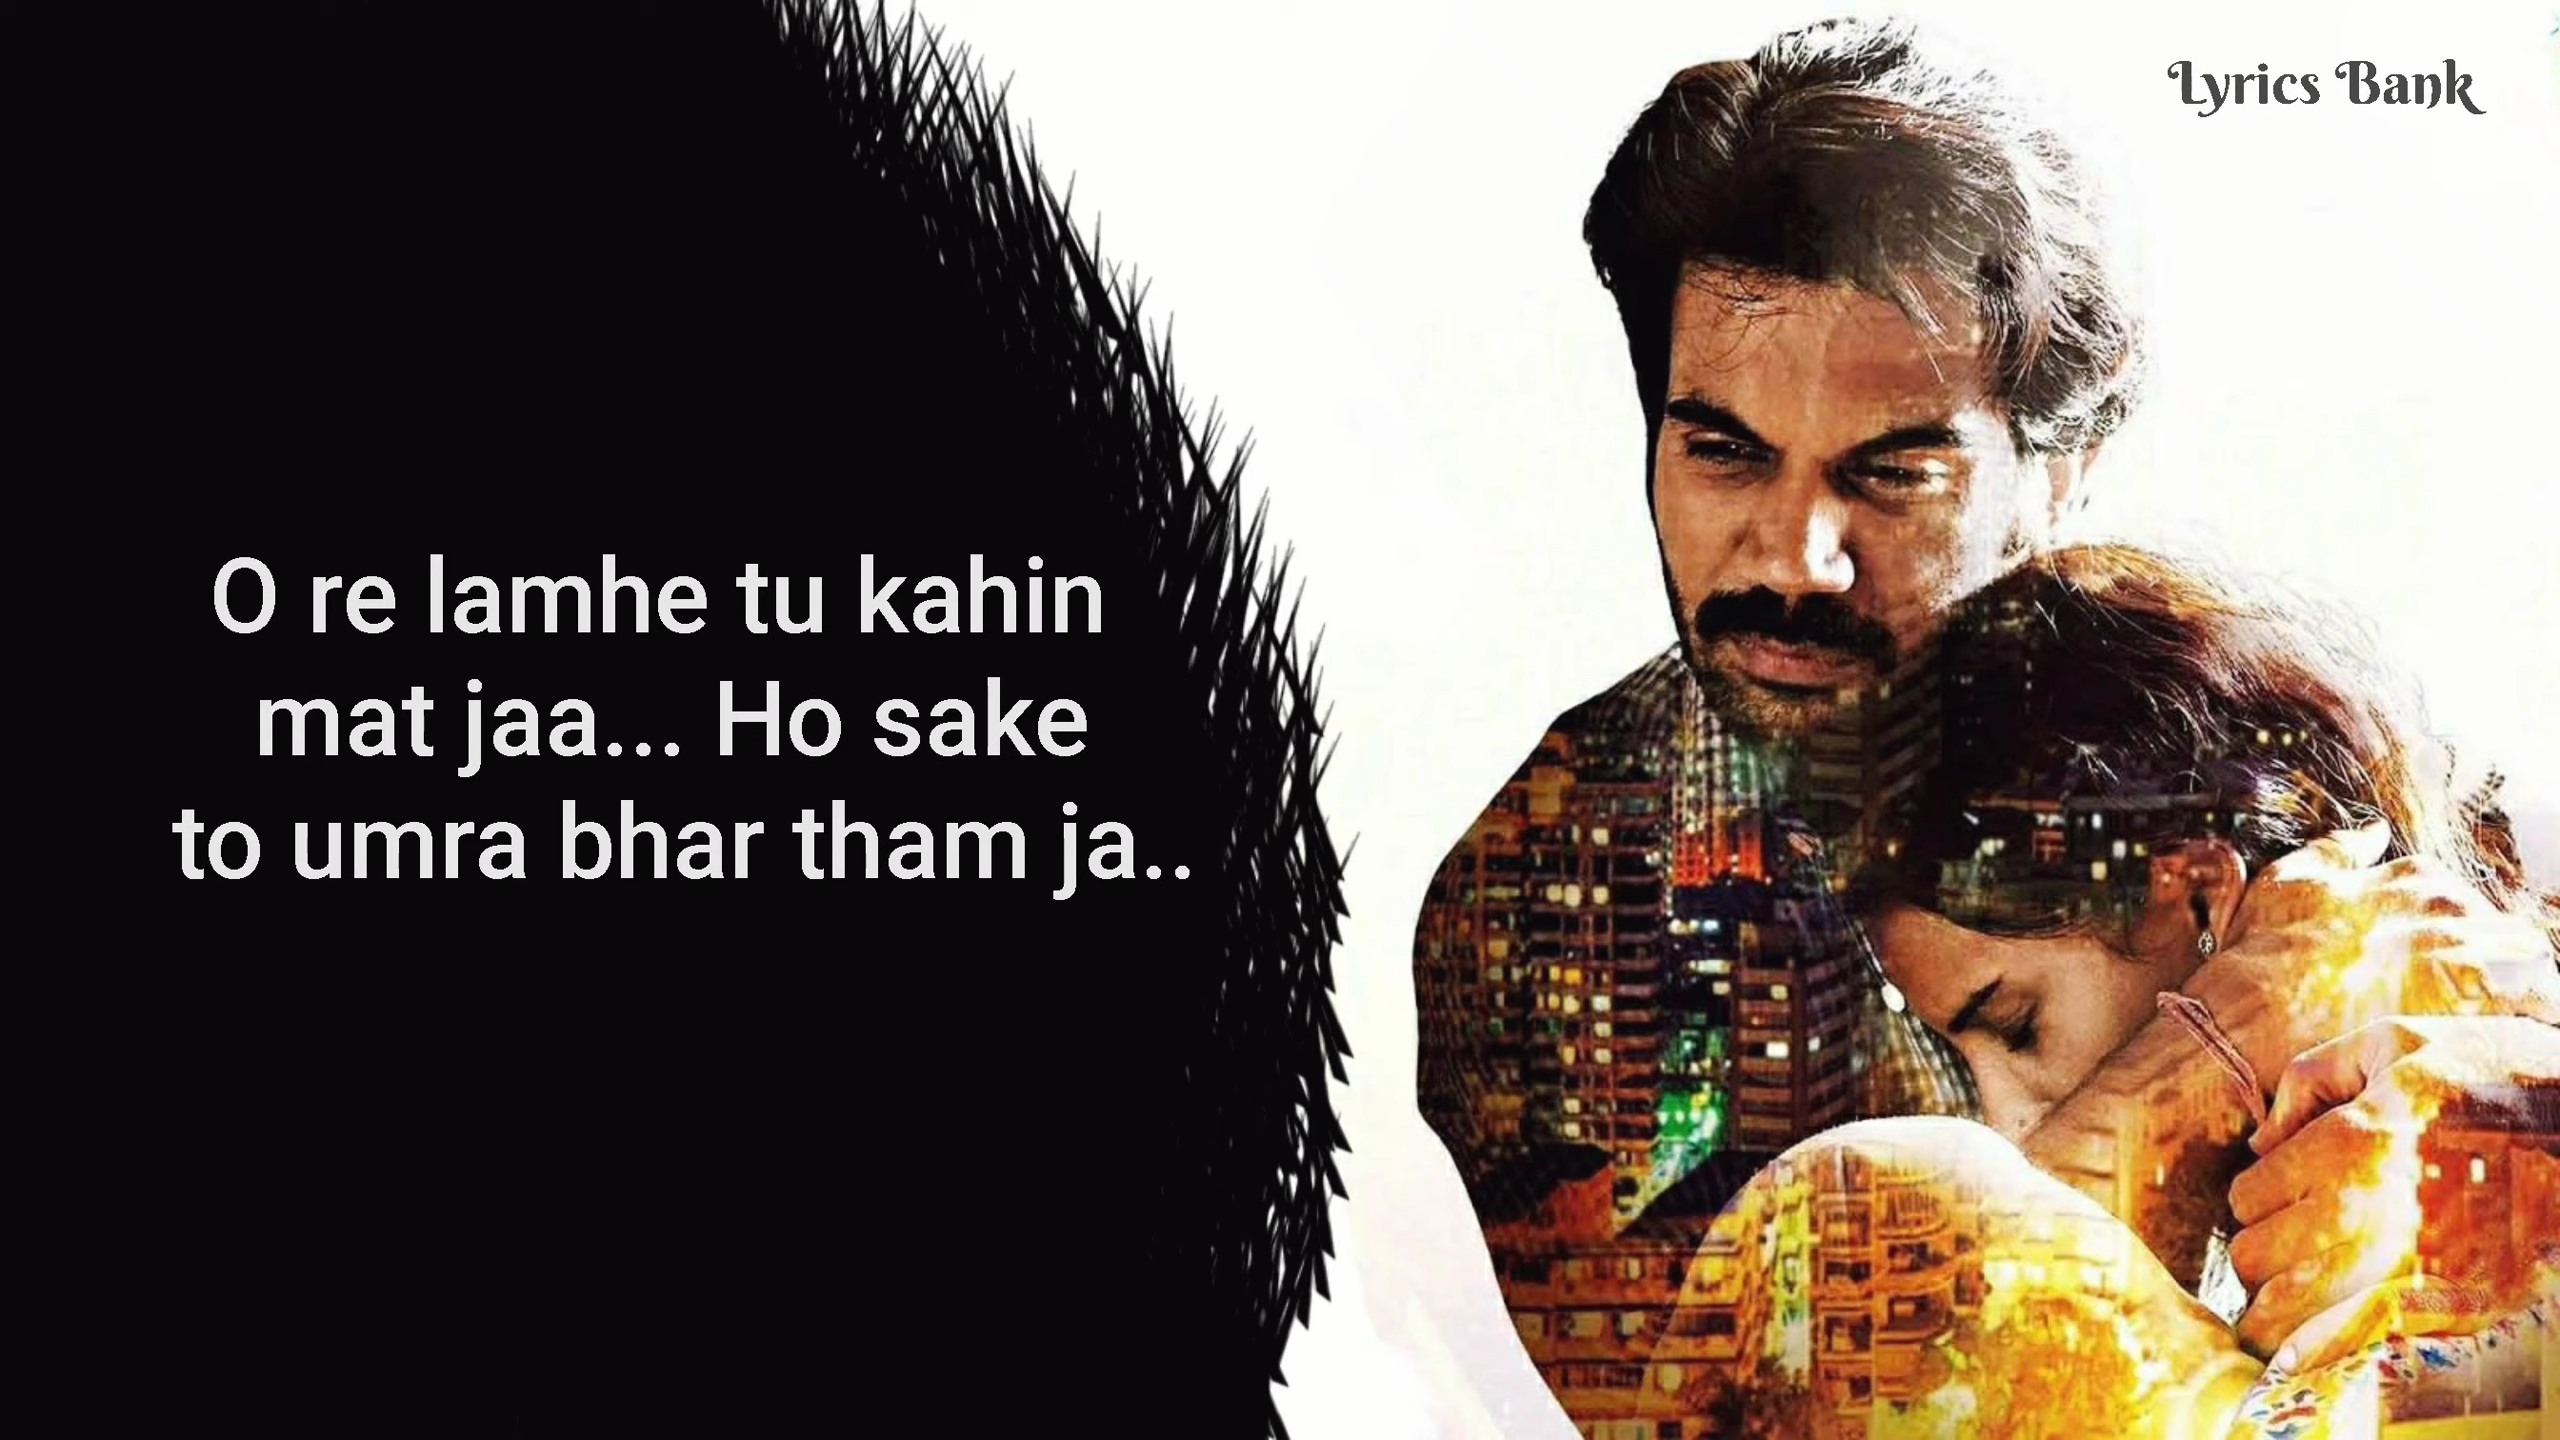 Lyrics Bank
O re lamhe tu kahin
mat jaa... Ho sake
to umra bhar tham ja..